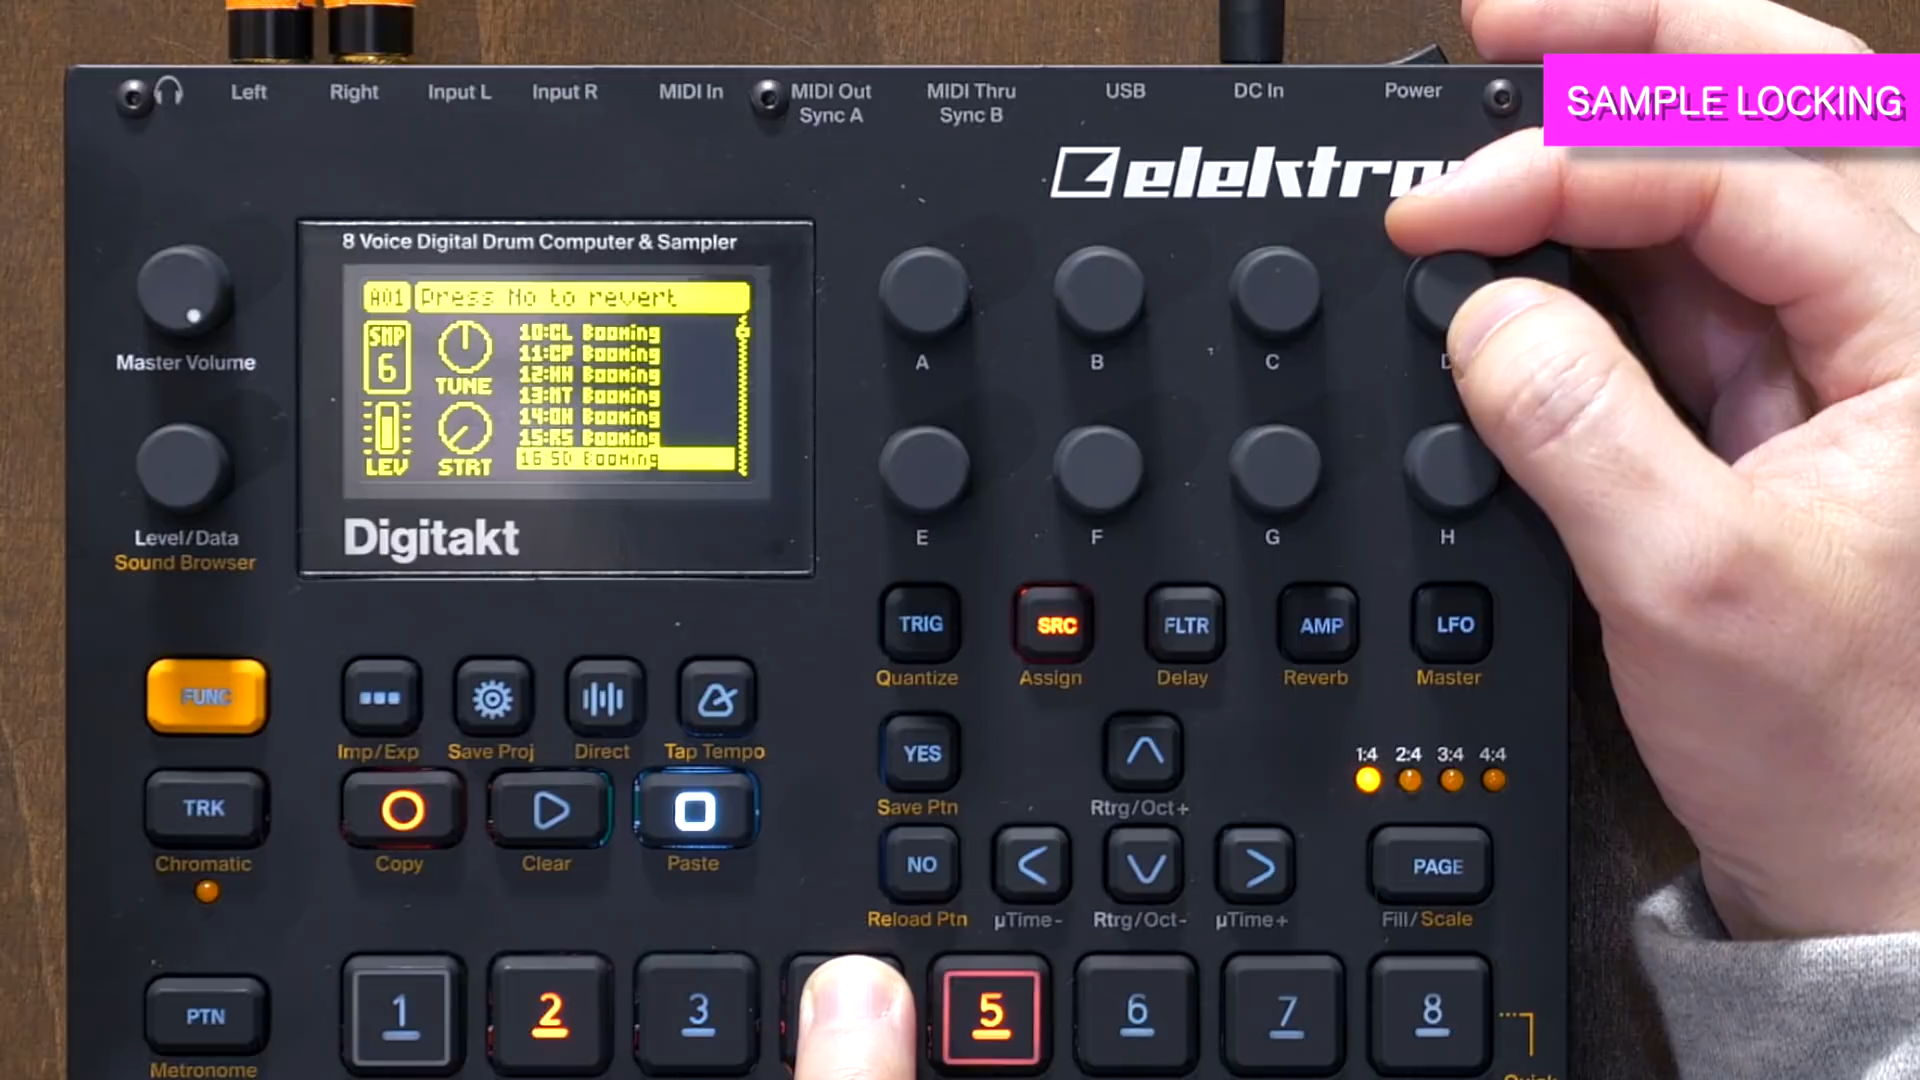 Left
Right
Input L
Input R
MIDI In
MIDI Out
Sync A
MIDI Thru
Sync B
USB
DC In
Power
SAMPLE LOCKING
8 Voice Digital Drum Computer & Sampler
A01 Press No to revert
SMP
6
LEV
TUNE
STRT
10:CL Booming
11:CP Booming
12:HH Booming
13:MT Booming
14:OH Booming
15:RS Booming
16 SD Booming
Digitakt
Master Volume
Level/Data
Sound Browser
A
B
C
E
F
G
H
TRIG
Quantize
SRC
Assign
FLTR
Delay
AMP
Reverb
LFO
Master
FUNC
Imp/Exp
Save Proj
Direct
Tap Tempo
YES
Save Ptn
Rtrg/Oct+
1:4
2:4
3:4
4:4
TRK
Chromatic
Copy
Clear
Paste
NO
Reload Ptn
µTime-
Rtrg/Oct-
µTime+
PAGE
Fill/Scale
PTN
Metronome
1
2
3
5
6
7
8